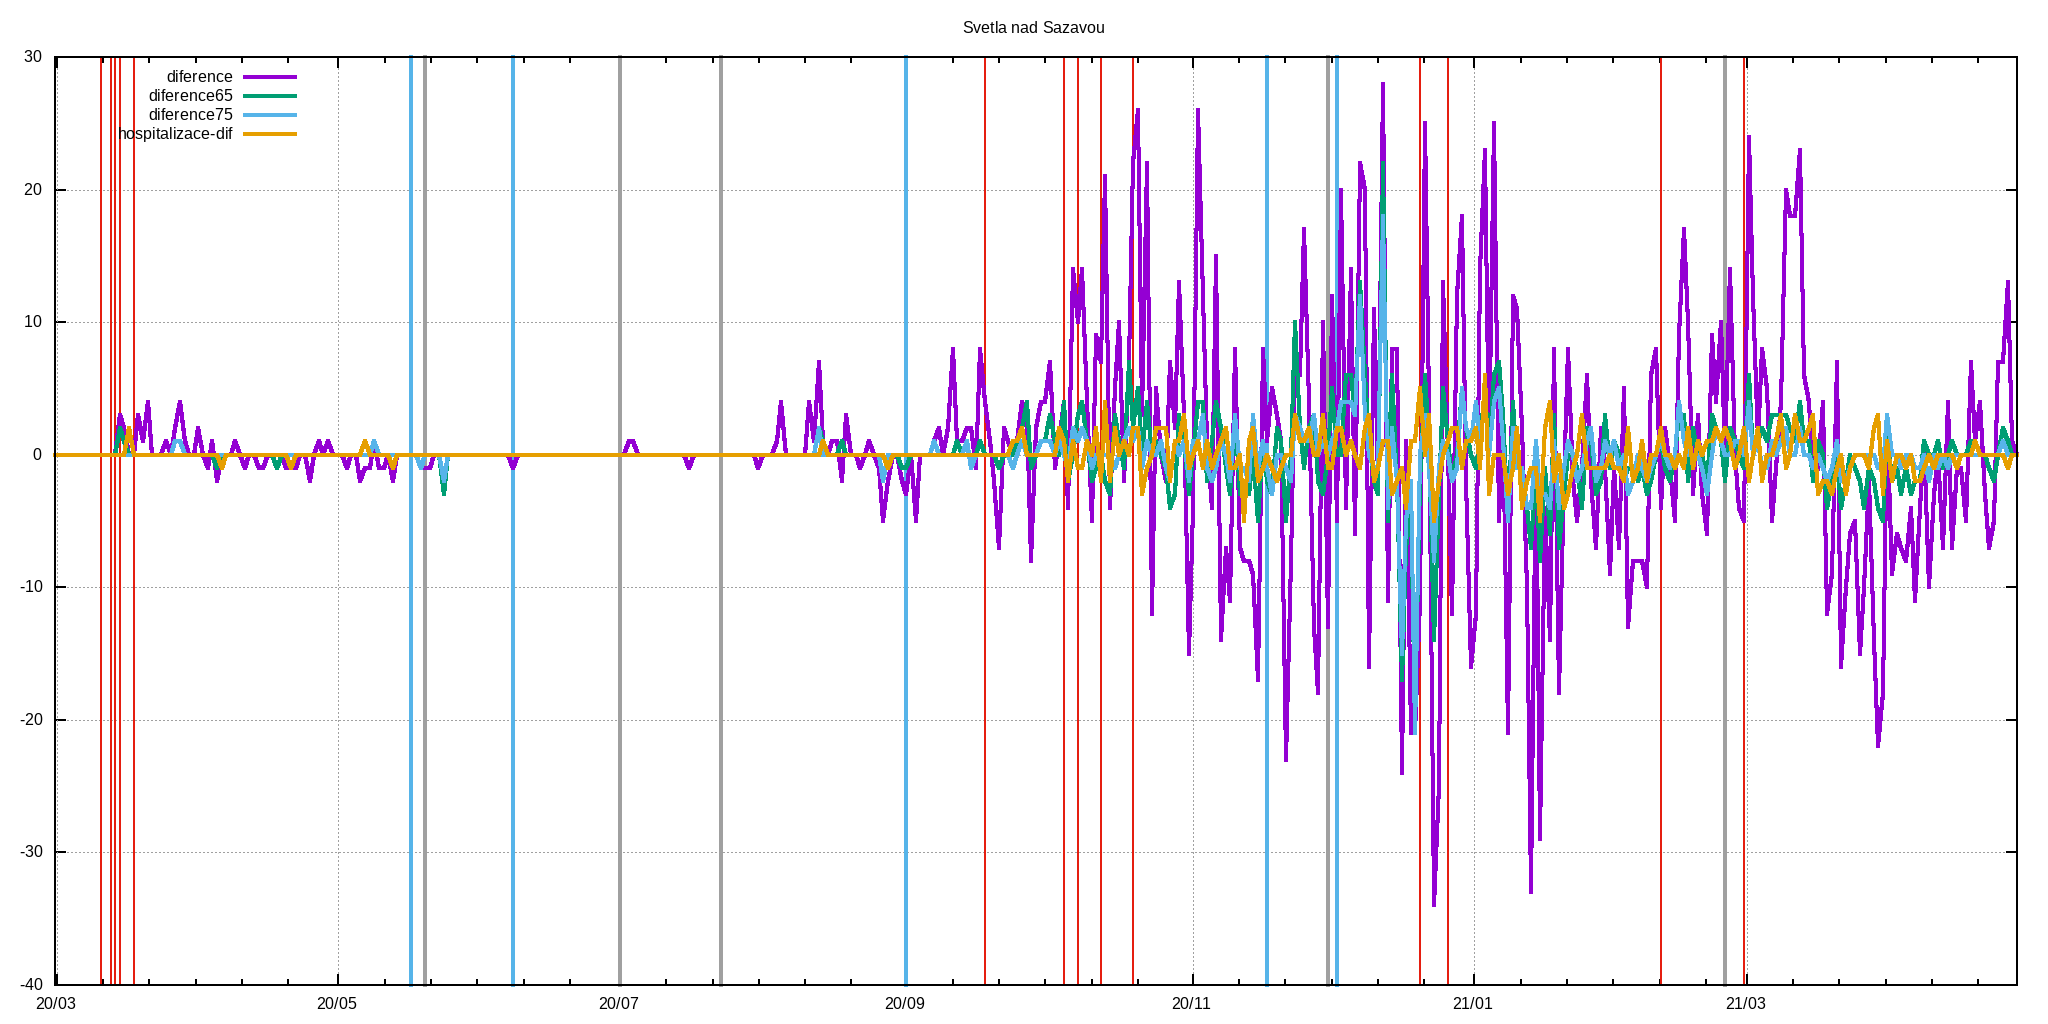 Svetla nad Sazavou
diference
diference65
diference75
hospitalizace-dif
30
20
10
0
-10
-20
-30
-40
20/03 20/05 20/07 20/09 20/11 21/01 21/03